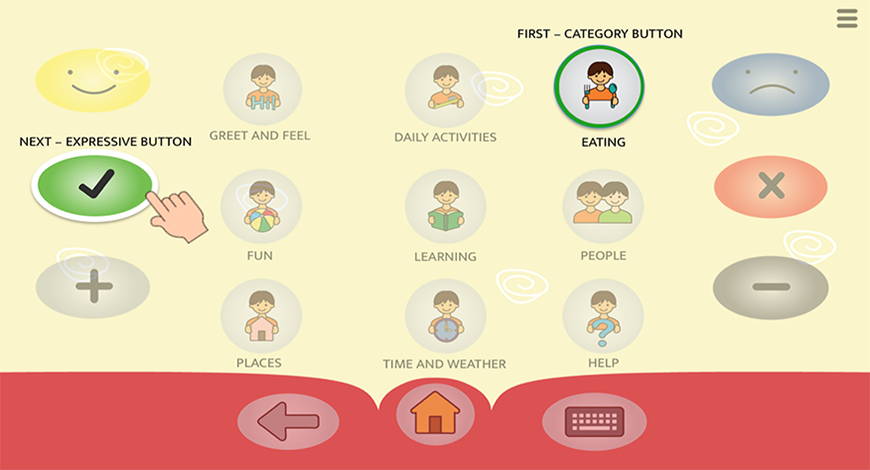 FIRST – CATEGORY BUTTON
GREET AND FEEL
DAILY ACTIVITIES
EATING
NEXT – EXPRESSIVE BUTTON
FUN
LEARNING
PEOPLE
PLACES
TIME AND WEATHER
HELP